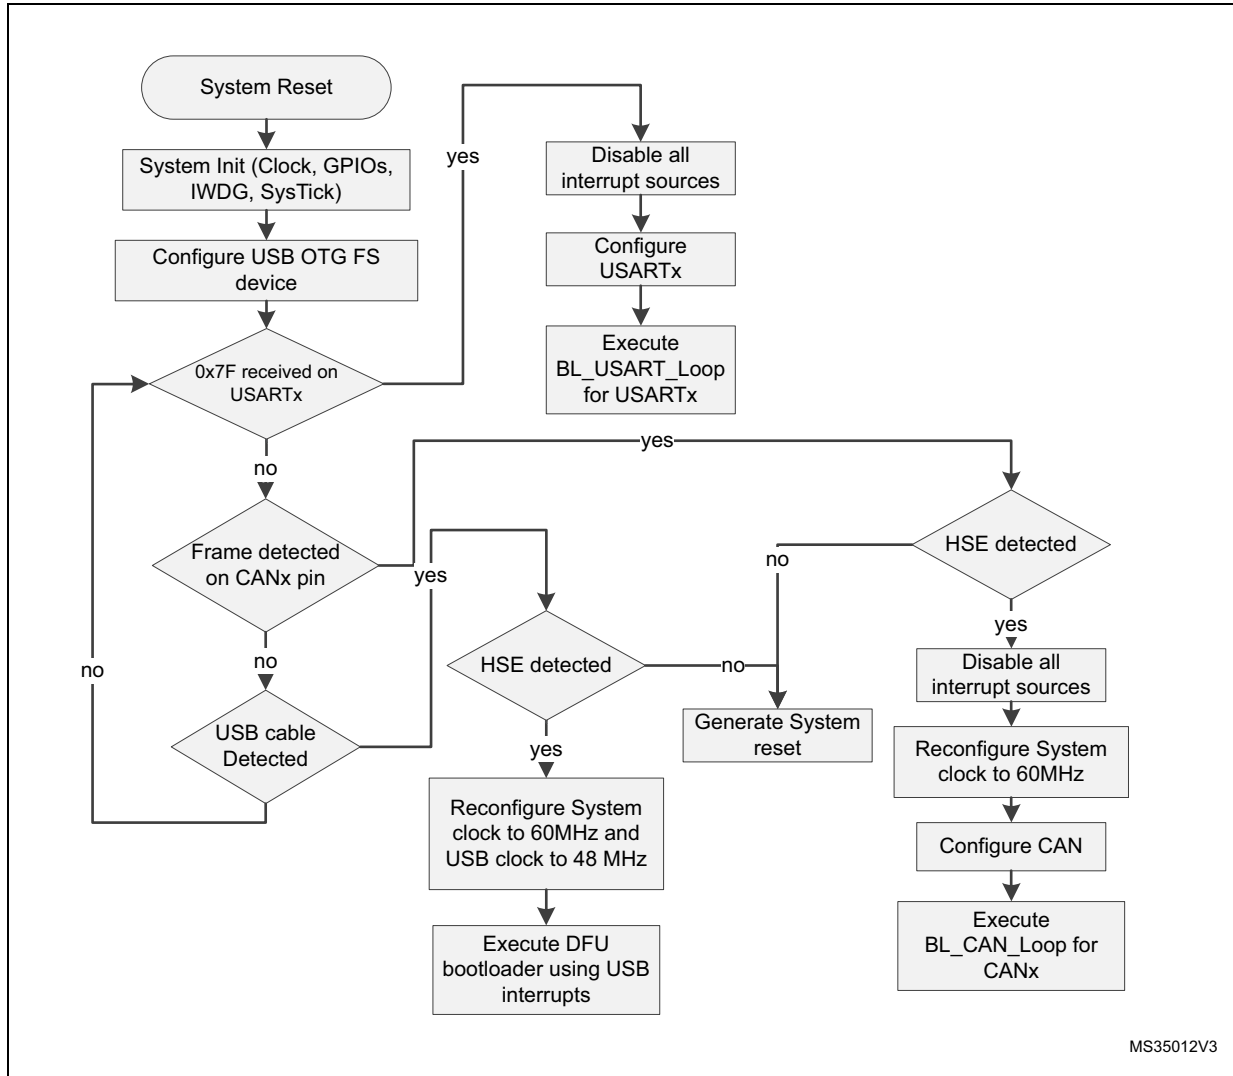 System Reset
System Init (Clock, GPIOs,
IWDG, SysTick)
Configure USB OTG FS
device
0x7F received on
USARTx
yes
Disable all
interrupt sources
Configure
USARTx
Execute
BL_USART_Loop
for USARTx
no
Frame detected
on CANx pin
yes
HSE detected
no
yes
Disable all
interrupt sources
Reconfigure System
clock to 60MHz
Configure CAN
Execute
BL_CAN_Loop for
CANx
no
USB cable
Detected
no
yes
HSE detected
no
Generate System
reset
yes
Reconfigure System
clock to 60MHz and
USB clock to 48 MHz
Execute DFU
bootloader using USB
interrupts
MS35012V3